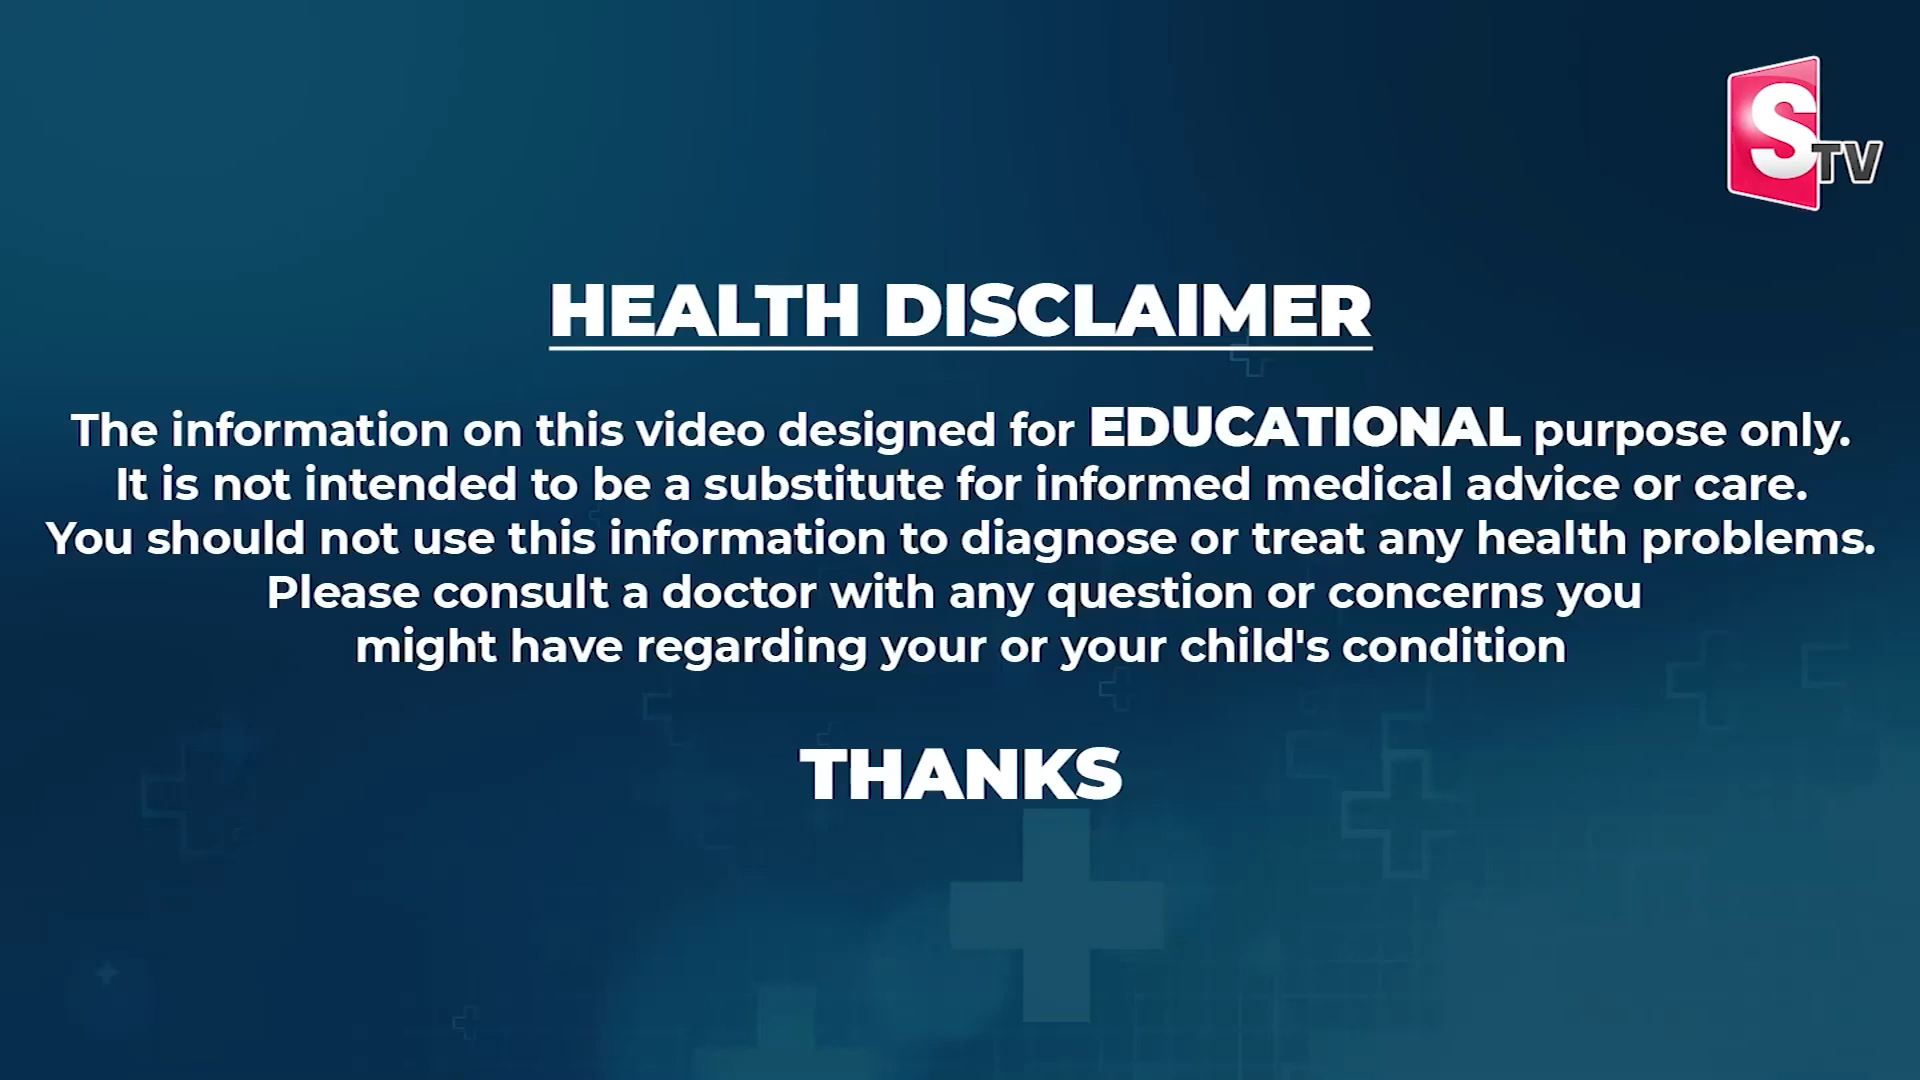 S TV
HEALTH DISCLAIMER
The information on this video designed for EDUCATIONAL purpose only.
It is not intended to be a substitute for informed medical advice or care.
You should not use this information to diagnose or treat any health problems.
Please consult a doctor with any question or concerns you
might have regarding your or your child's condition
THANKS